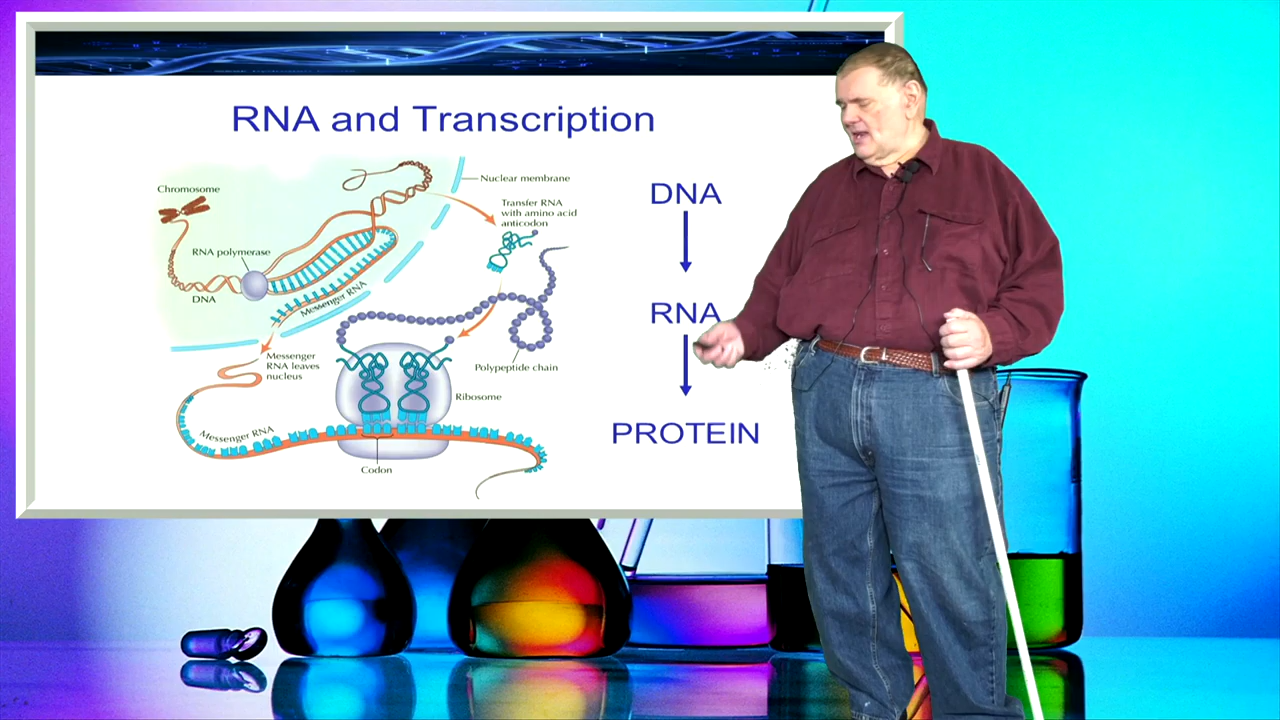 RNA and Transcription
Chromosome
Nuclear membrane
Transfer RNA
with amino acid
anticodon
RNA polymerase
DNA
Messenger RNA
Messenger
RNA leaves
nucleus
Polypeptide chain
Ribosome
Messenger RNA
Codon
DNA
RNA
PROTEIN